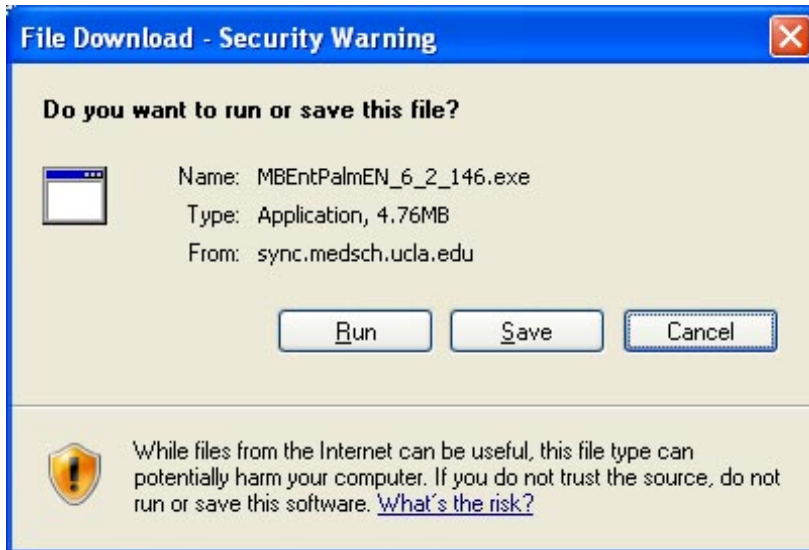 File Download - Security Warning
Do you want to run or save this file?
Name: MBEntPalmEN_6_2_146.exe
Type: Application, 4.76MB
From: sync.medsch.ucla.edu
Run Save Cancel
While files from the Internet can be useful, this file type can
potentially harm your computer. If you do not trust the source, do not
run or save this software. What's the risk?